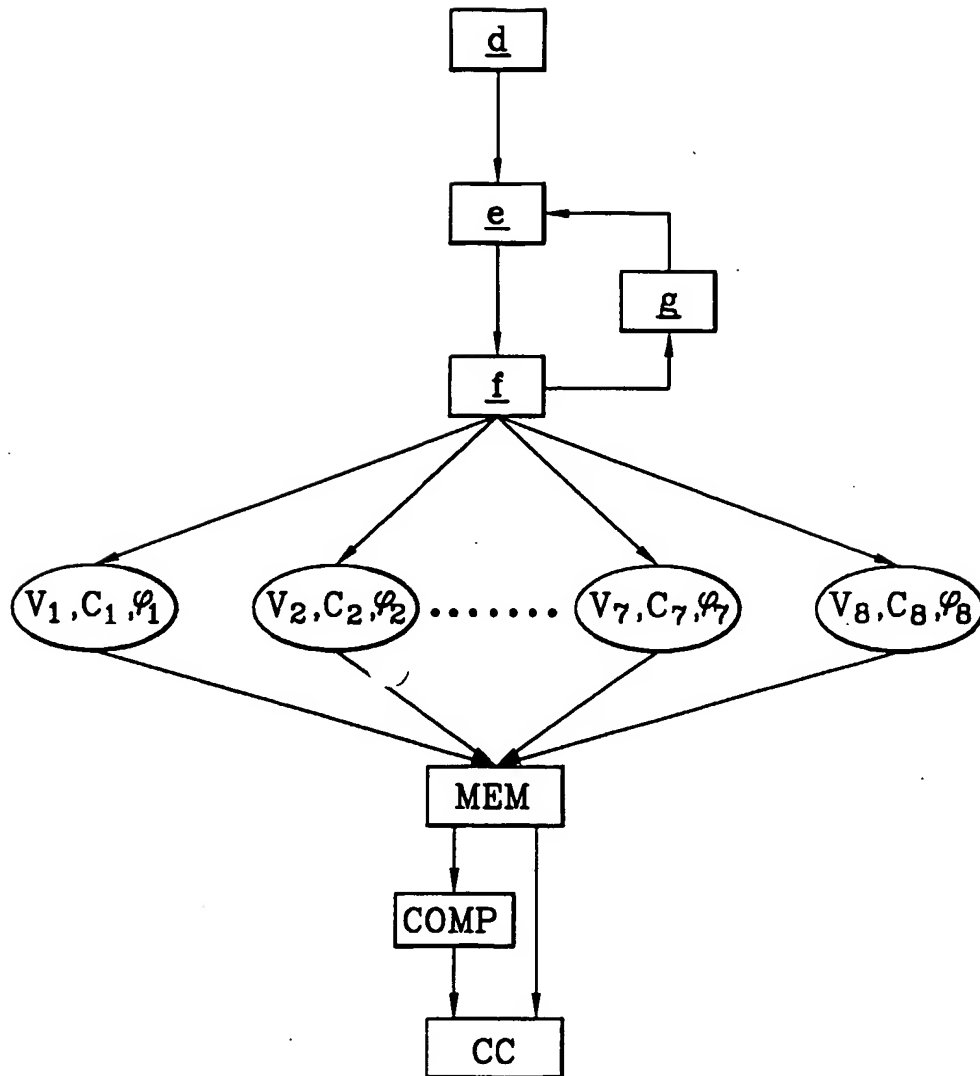 d
e
g
f
V₁,C₁,φ₁
V₂,C₂,φ₂.......V₇,C₇,φ₇
V₈,C₈,φ₈
MEM
COMP
CC